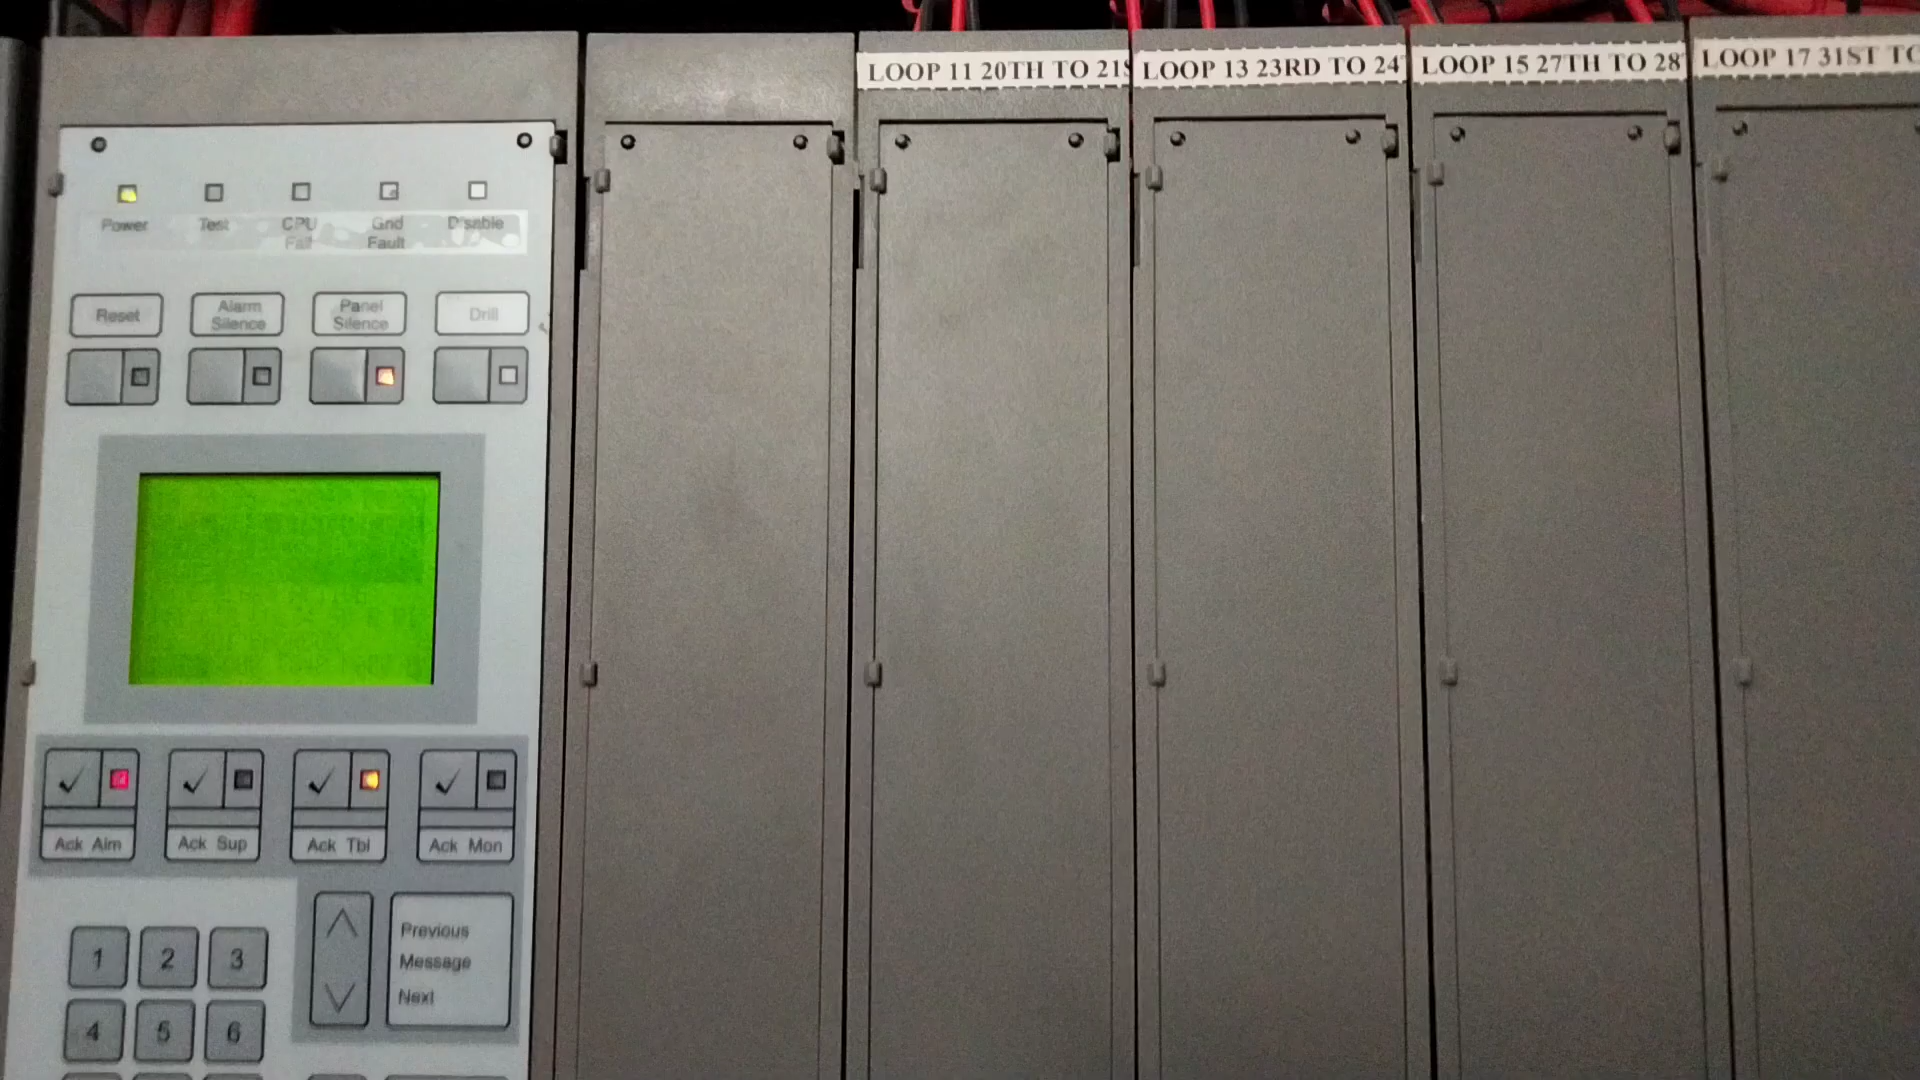 LOOP 11 20TH TO 21S
LOOP 13 23RD TO 24
LOOP 15 27TH TO 28
LOOP 17 31ST TO
Power
Test
CPU
Fail
Gnd
Fault
Disable
Reset
Alarm
Silence
Panel
Silence
Drill
Ack Alm
Ack Sup
Ack Tbl
Ack Mon
Previous
Message
Next
1 2 3
4 5 6